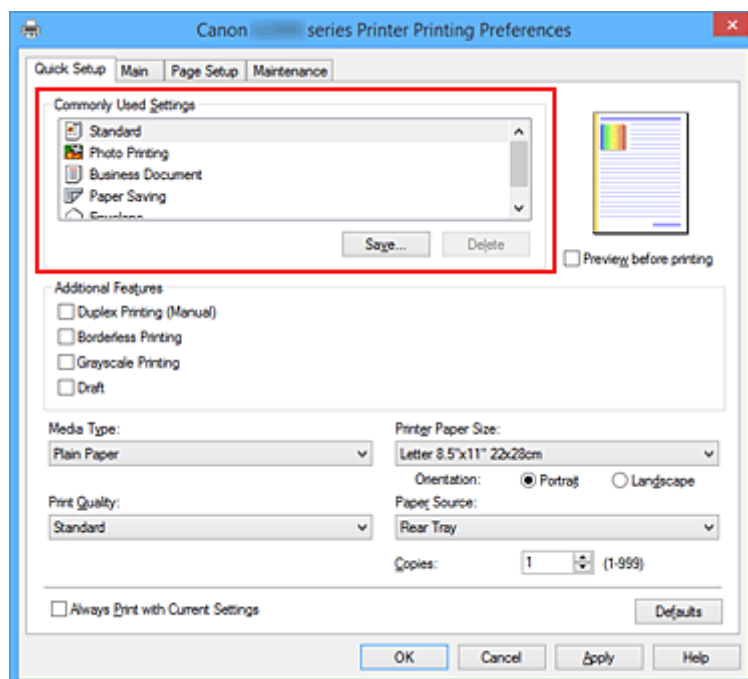 Canon series Printer Printing Preferences
Quick Setup Main Page Setup Maintenance
Commonly Used Settings
Standard
Photo Printing
Business Document
Paper Saving
Envelope
Save... Delete
Preview before printing
Additional Features
Duplex Printing (Manual)
Borderless Printing
Grayscale Printing
Draft
Media Type:
Plain Paper
Printer Paper Size:
Letter 8.5"x11" 22x28cm
Orientation: Portrait Landscape
Print Quality:
Standard
Paper Source:
Rear Tray
Copies: 1 (1-999)
Always Print with Current Settings
Defaults
OK Cancel Apply Help